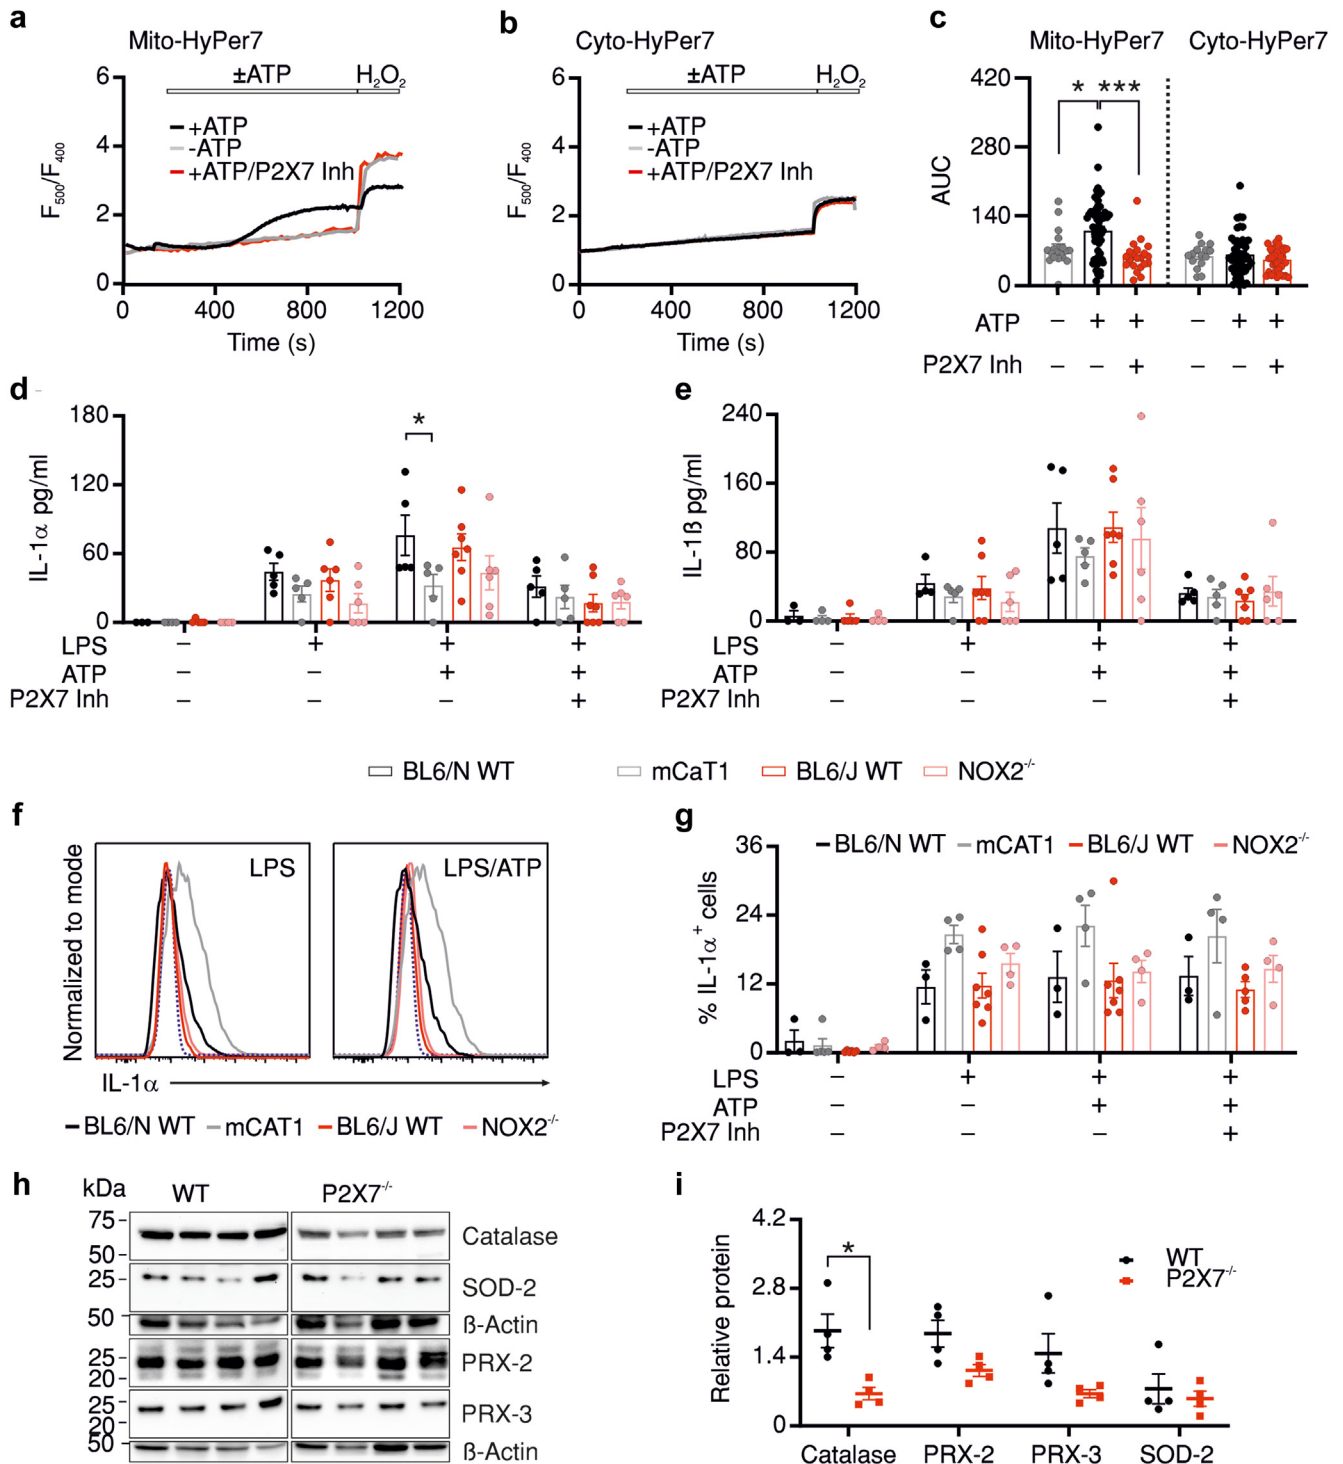 a
Mito-HyPer7
±ATP
H₂O₂
6
4
2
0
F₅₀₀/F₄₀₀
+ATP
-ATP
+ATP/P2X7 Inh
0 400 800 1200
Time (s)
b
Cyto-HyPer7
±ATP
H₂O₂
6
4
2
0
F₅₀₀/F₄₀₀
+ATP
-ATP
+ATP/P2X7 Inh
0 400 800 1200
Time (s)
c
Mito-HyPer7 Cyto-HyPer7
420
280
140
0
AUC
* ***
ATP − + + − + +
P2X7 Inh − − + − − +
d
180
120
60
0
IL-1α pg/ml
*
LPS − + + +
ATP − − + +
P2X7 Inh − − − +
e
240
160
80
0
IL-1ß pg/ml
LPS − + + +
ATP − − + +
P2X7 Inh − − − +
BL6/N WT mCaT1 BL6/J WT NOX2⁻/⁻
f
Normalized to mode
LPS
LPS/ATP
IL-1α
BL6/N WT mCAT1 BL6/J WT NOX2⁻/⁻
g
BL6/N WT mCAT1 BL6/J WT NOX2⁻/⁻
36
24
12
0
% IL-1α⁺ cells
LPS − + + +
ATP − − + +
P2X7 Inh − − − +
h
kDa WT P2X7⁻/⁻
75
50
Catalase
25
SOD-2
50
ß-Actin
25
20
PRX-2
25
20
PRX-3
50
ß-Actin
i
4.2
2.8
1.4
0
Relative protein
*
WT
P2X7⁻/⁻
Catalase PRX-2 PRX-3 SOD-2